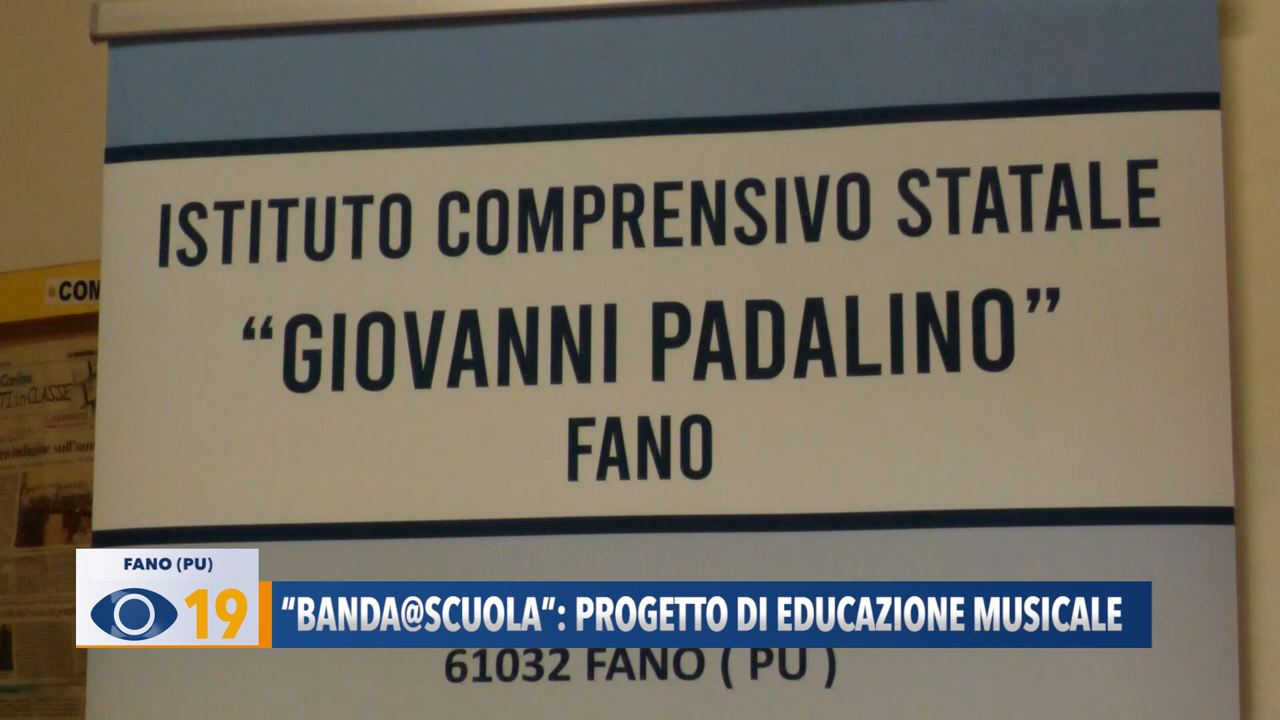 ISTITUTO COMPRENSIVO STATALE
“GIOVANNI PADALINO”
FANO
COM
FANO (PU)
19
“BANDA@SCUOLA”: PROGETTO DI EDUCAZIONE MUSICALE
61032 FANO ( PU )